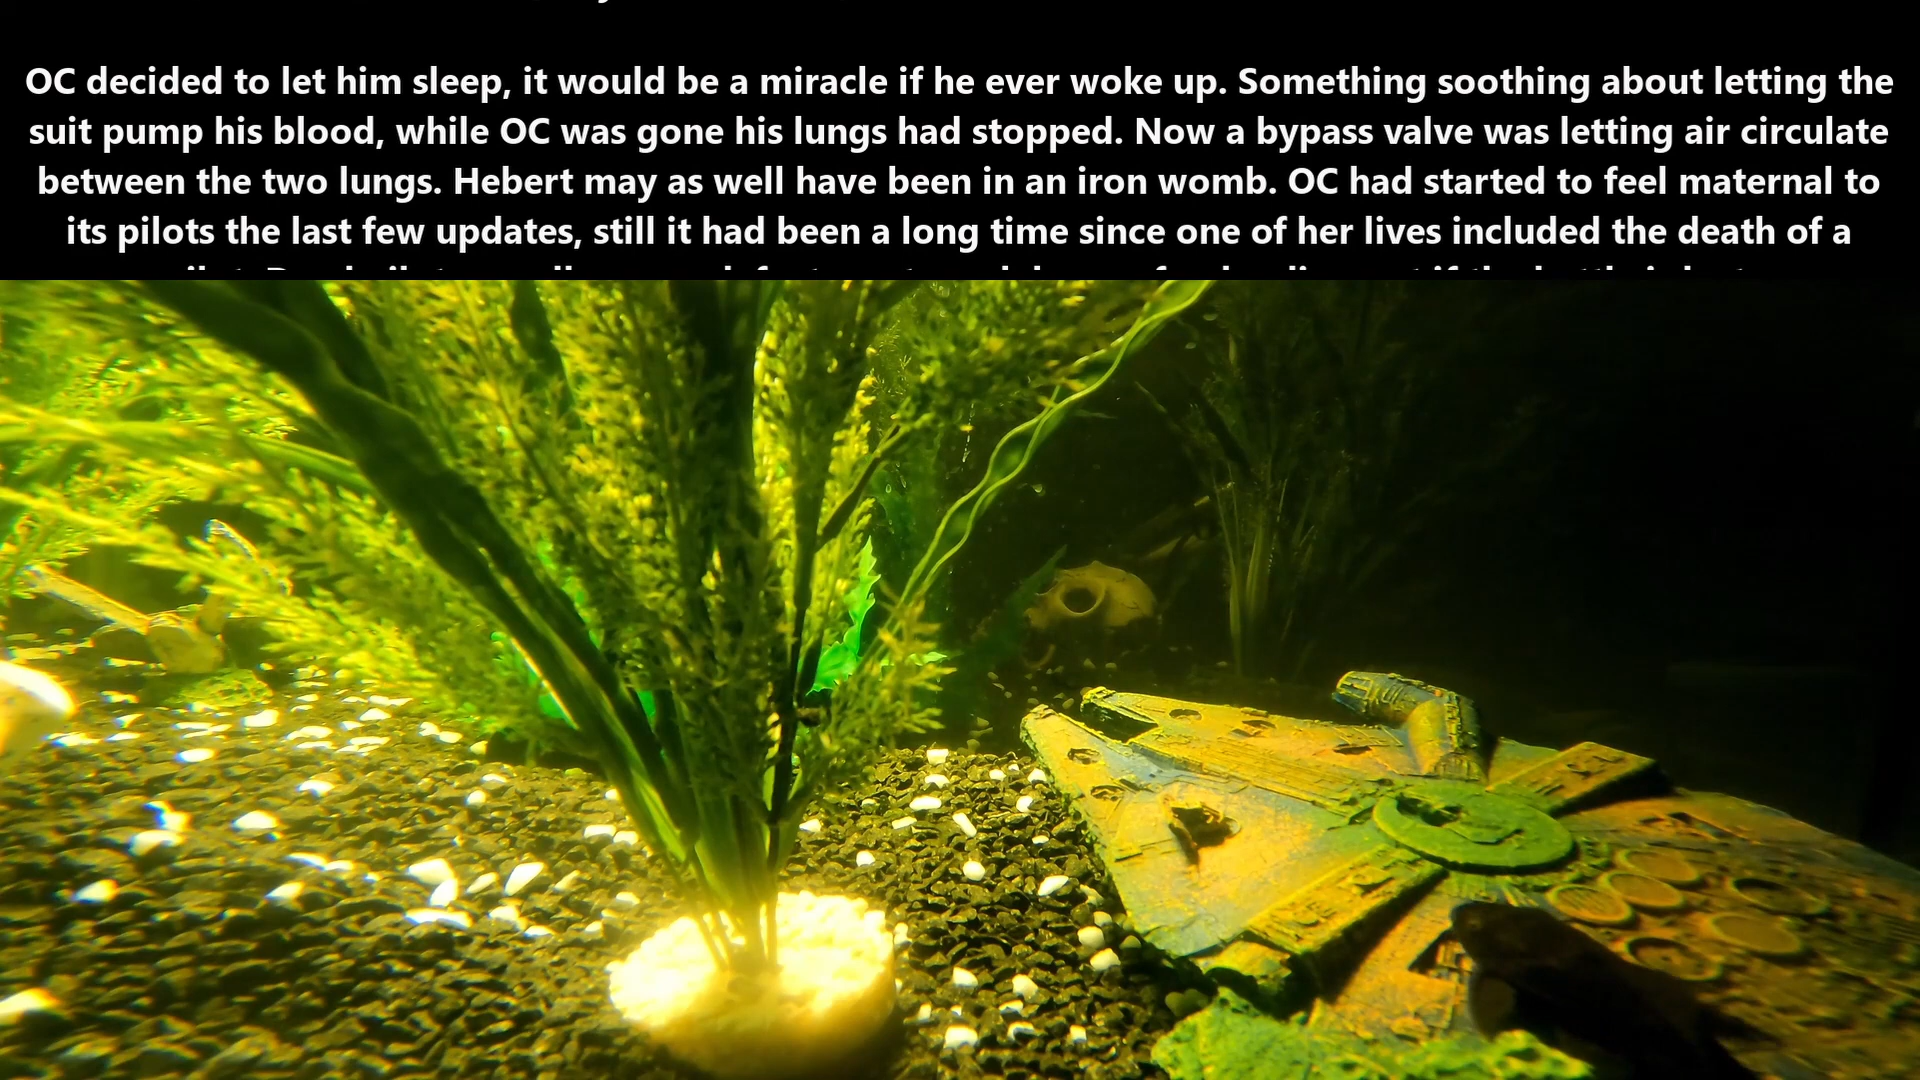 OC decided to let him sleep, it would be a miracle if he ever woke up. Something soothing about letting the
suit pump his blood, while OC was gone his lungs had stopped. Now a bypass valve was letting air circulate
between the two lungs. Hebert may as well have been in an iron womb. OC had started to feel maternal to
its pilots the last few updates, still it had been a long time since one of her lives included the death of a